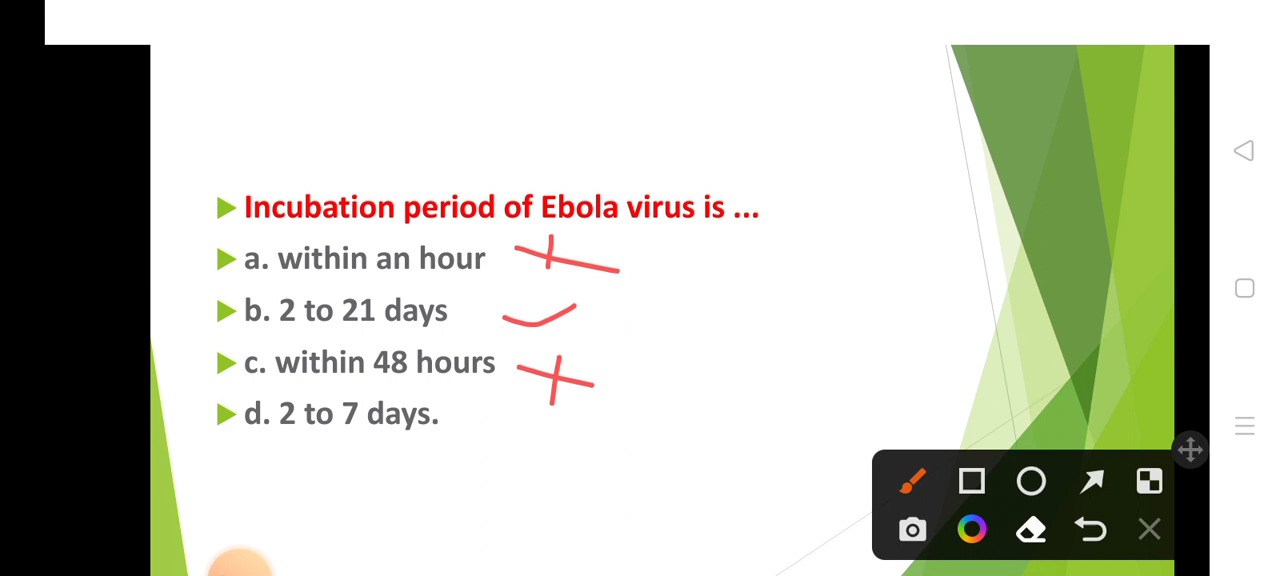 Incubation period of Ebola virus is ...
a. within an hour
b. 2 to 21 days
c. within 48 hours
d. 2 to 7 days.